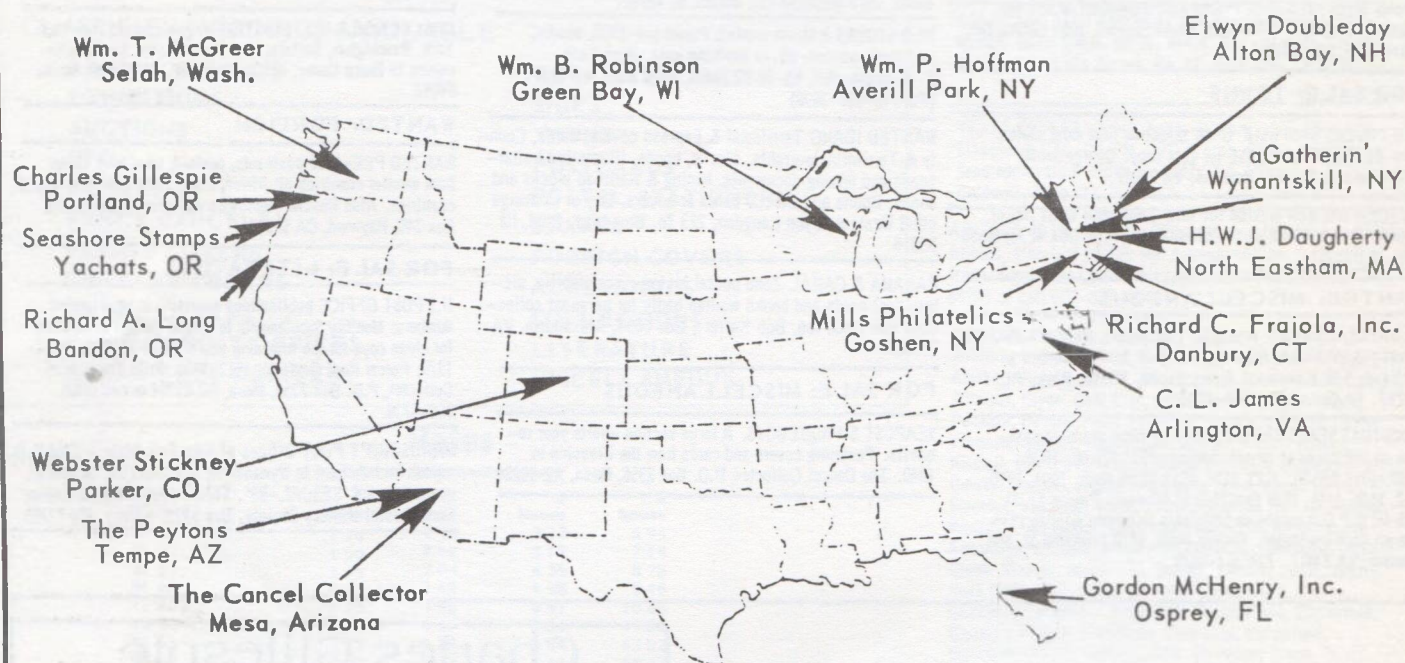 Wm. T. McGreer
Selah, Wash.
Wm. B. Robinson
Green Bay, WI
Wm. P. Hoffman
Averill Park, NY
Elwyn Doubleday
Alton Bay, NH
Charles Gillespie
Portland, OR
aGatherin'
Wynantskill, NY
Seashore Stamps
Yachats, OR
H.W.J. Daugherty
North Eastham, MA
Richard A. Long
Bandon, OR
Mills Philatelics
Goshen, NY
Richard C. Frajola, Inc.
Danbury, CT
C.L. James
Arlington, VA
Webster Stickney
Parker, CO
The Peytons
Tempe, AZ
The Cancel Collector
Mesa, Arizona
Gordon McHenry, Inc.
Osprey, FL